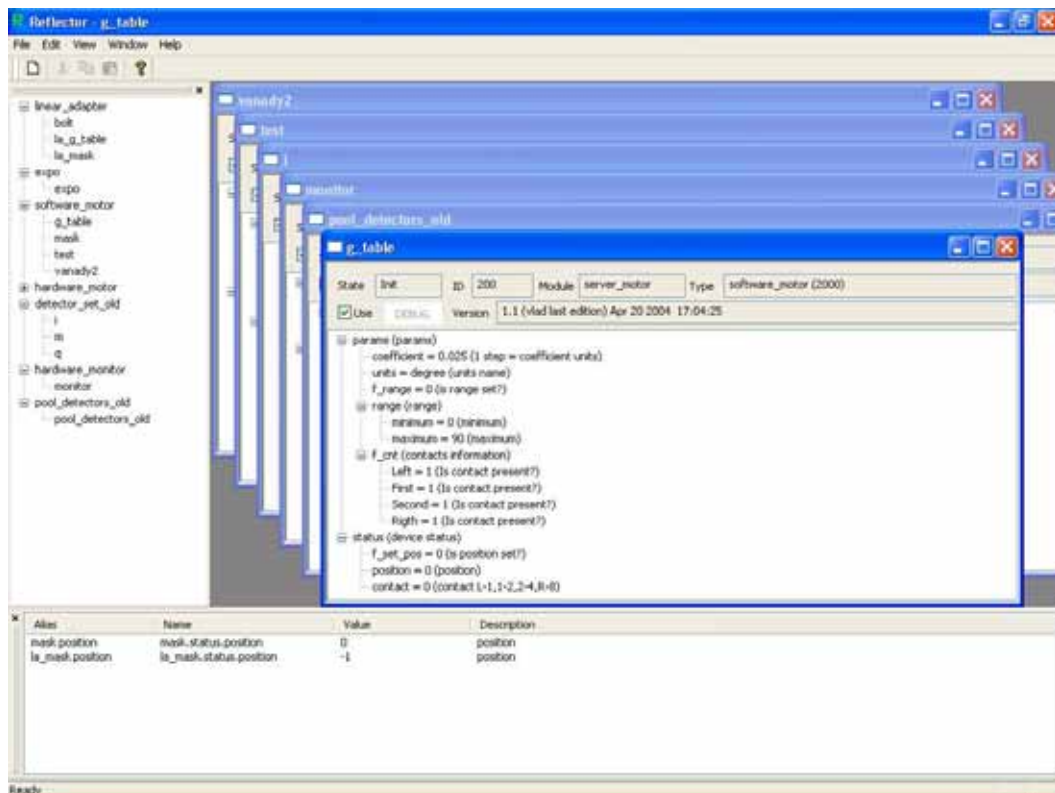 Reflector - g_table
File Edit View Window Help
linear_adapter
bolt
la_g_table
la_mask
expo
expo
software_motor
g_table
mask
test
vanady2
hardware_motor
detector_set_old
i
m
q
hardware_monitor
monitor
pool_detectors_old
pool_detectors_old
vanady2
test
i
monitor
pool_detectors_old
g_table
State Init ID 200 Module server_motor Type software_motor (2000)
Use DEBUG Version 1.1 (vlad last edition) Apr 20 2004 17:04:25
params (params)
coefficient = 0.025 (1 step = coefficient units)
units = degree (units name)
f_range = 0 (is range set?)
range (range)
minimum = 0 (minimum)
maximum = 90 (maximum)
f_cnt (contacts information)
Left = 1 (Is contact present?)
First = 1 (Is contact present?)
Second = 1 (Is contact present?)
Rigth = 1 (Is contact present?)
status (device status)
f_set_pos = 0 (is position set?)
position = 0 (position)
contact = 0 (contact L-1,1-2,2-4,R-8)
Alias Name Value Description
mask.position mask.status.position 0 position
la_mask.position la_mask.status.position -1 position
Ready